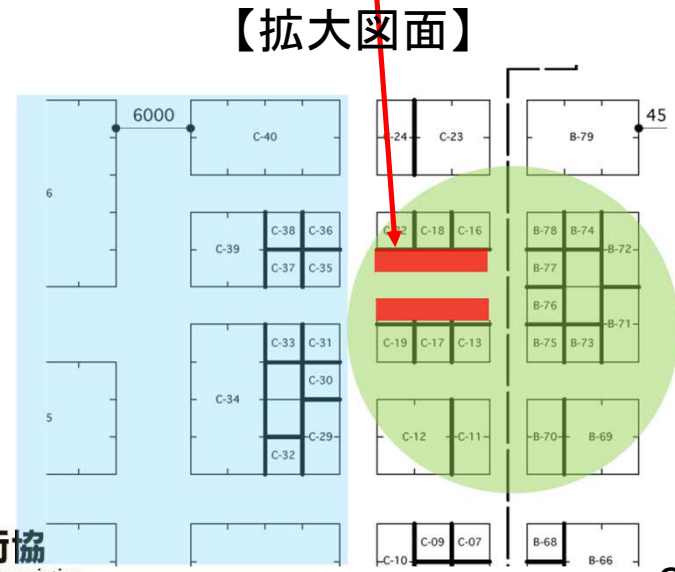 【拡大図面】
6000
45
C-40
C-24
C-23
B-79
6
C-38
C-36
C-18
C-16
B-78
B-74
C-39
B-72
C-37
C-35
B-77
B-76
B-71
C-33
C-31
C-19
C-17
C-13
B-75
B-73
C-30
C-34
5
C-29
C-12
C-11
B-70
B-69
C-32
C-09
C-07
B-68
C-10
B-66